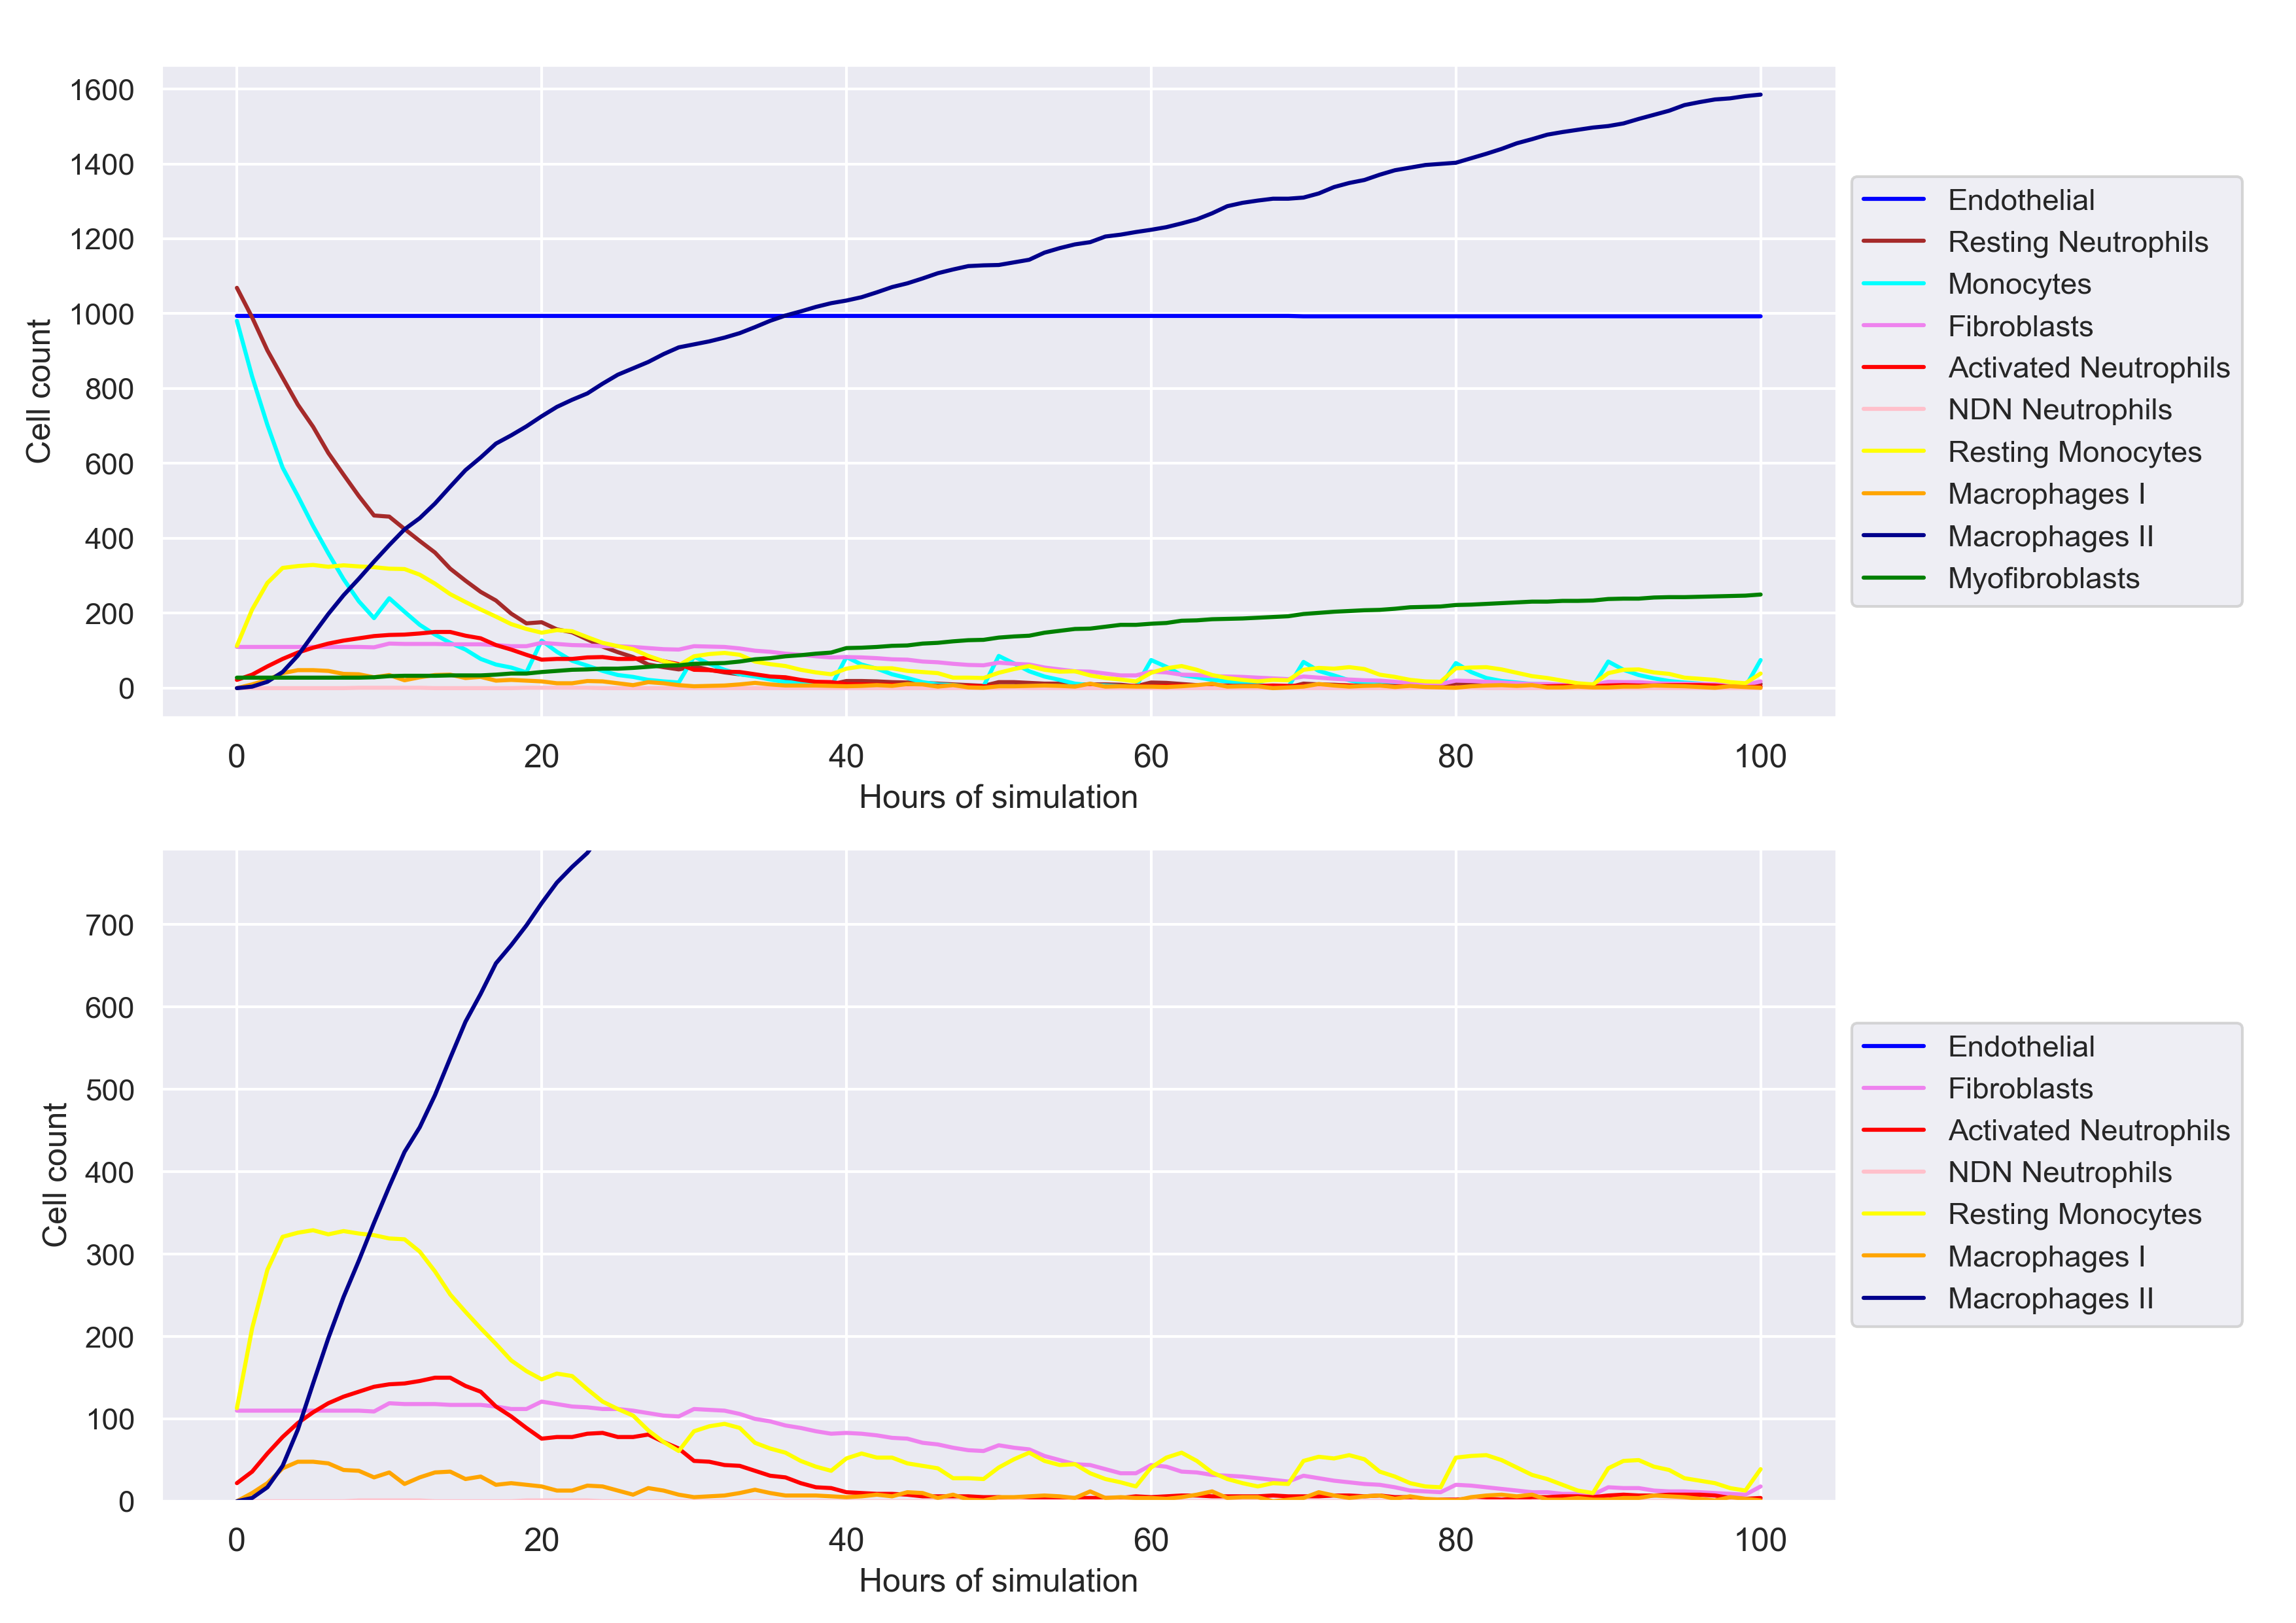 1600
1400
1200
1000
800
600
400
200
0
Cell count
0 20 40 60 80 100
Hours of simulation
Endothelial
Resting Neutrophils
Monocytes
Fibroblasts
Activated Neutrophils
NDN Neutrophils
Resting Monocytes
Macrophages I
Macrophages II
Myofibroblasts
700
600
500
400
300
200
100
0
Cell count
0 20 40 60 80 100
Hours of simulation
Endothelial
Fibroblasts
Activated Neutrophils
NDN Neutrophils
Resting Monocytes
Macrophages I
Macrophages II